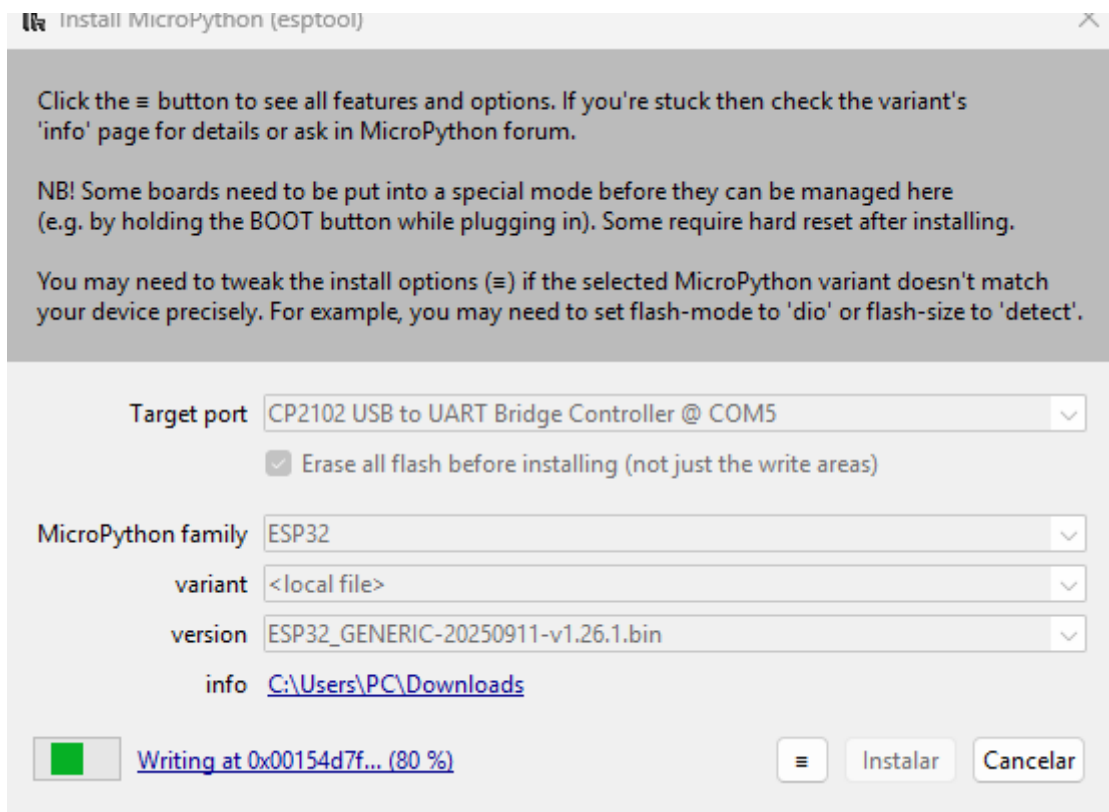 Install MicroPython (esptool)
Click the ≡ button to see all features and options. If you're stuck then check the variant's
'info' page for details or ask in MicroPython forum.
NB! Some boards need to be put into a special mode before they can be managed here
(e.g. by holding the BOOT button while plugging in). Some require hard reset after installing.
You may need to tweak the install options (≡) if the selected MicroPython variant doesn't match
your device precisely. For example, you may need to set flash-mode to 'dio' or flash-size to 'detect'.
Target port CP2102 USB to UART Bridge Controller @ COM5
Erase all flash before installing (not just the write areas)
MicroPython family ESP32
variant <local file>
version ESP32_GENERIC-20250911-v1.26.1.bin
info C:\Users\PC\Downloads
Writing at 0x00154d7f... (80 %) ≡ Instalar Cancelar